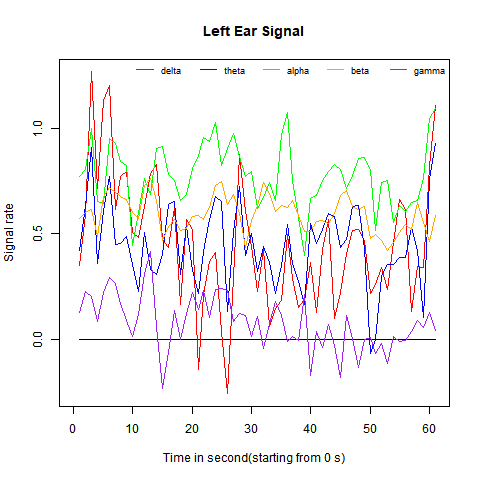 Left Ear Signal
delta theta alpha beta gamma
Signal rate
1.0
0.5
0.0
0 10 20 30 40 50 60
Time in second(starting from 0 s)